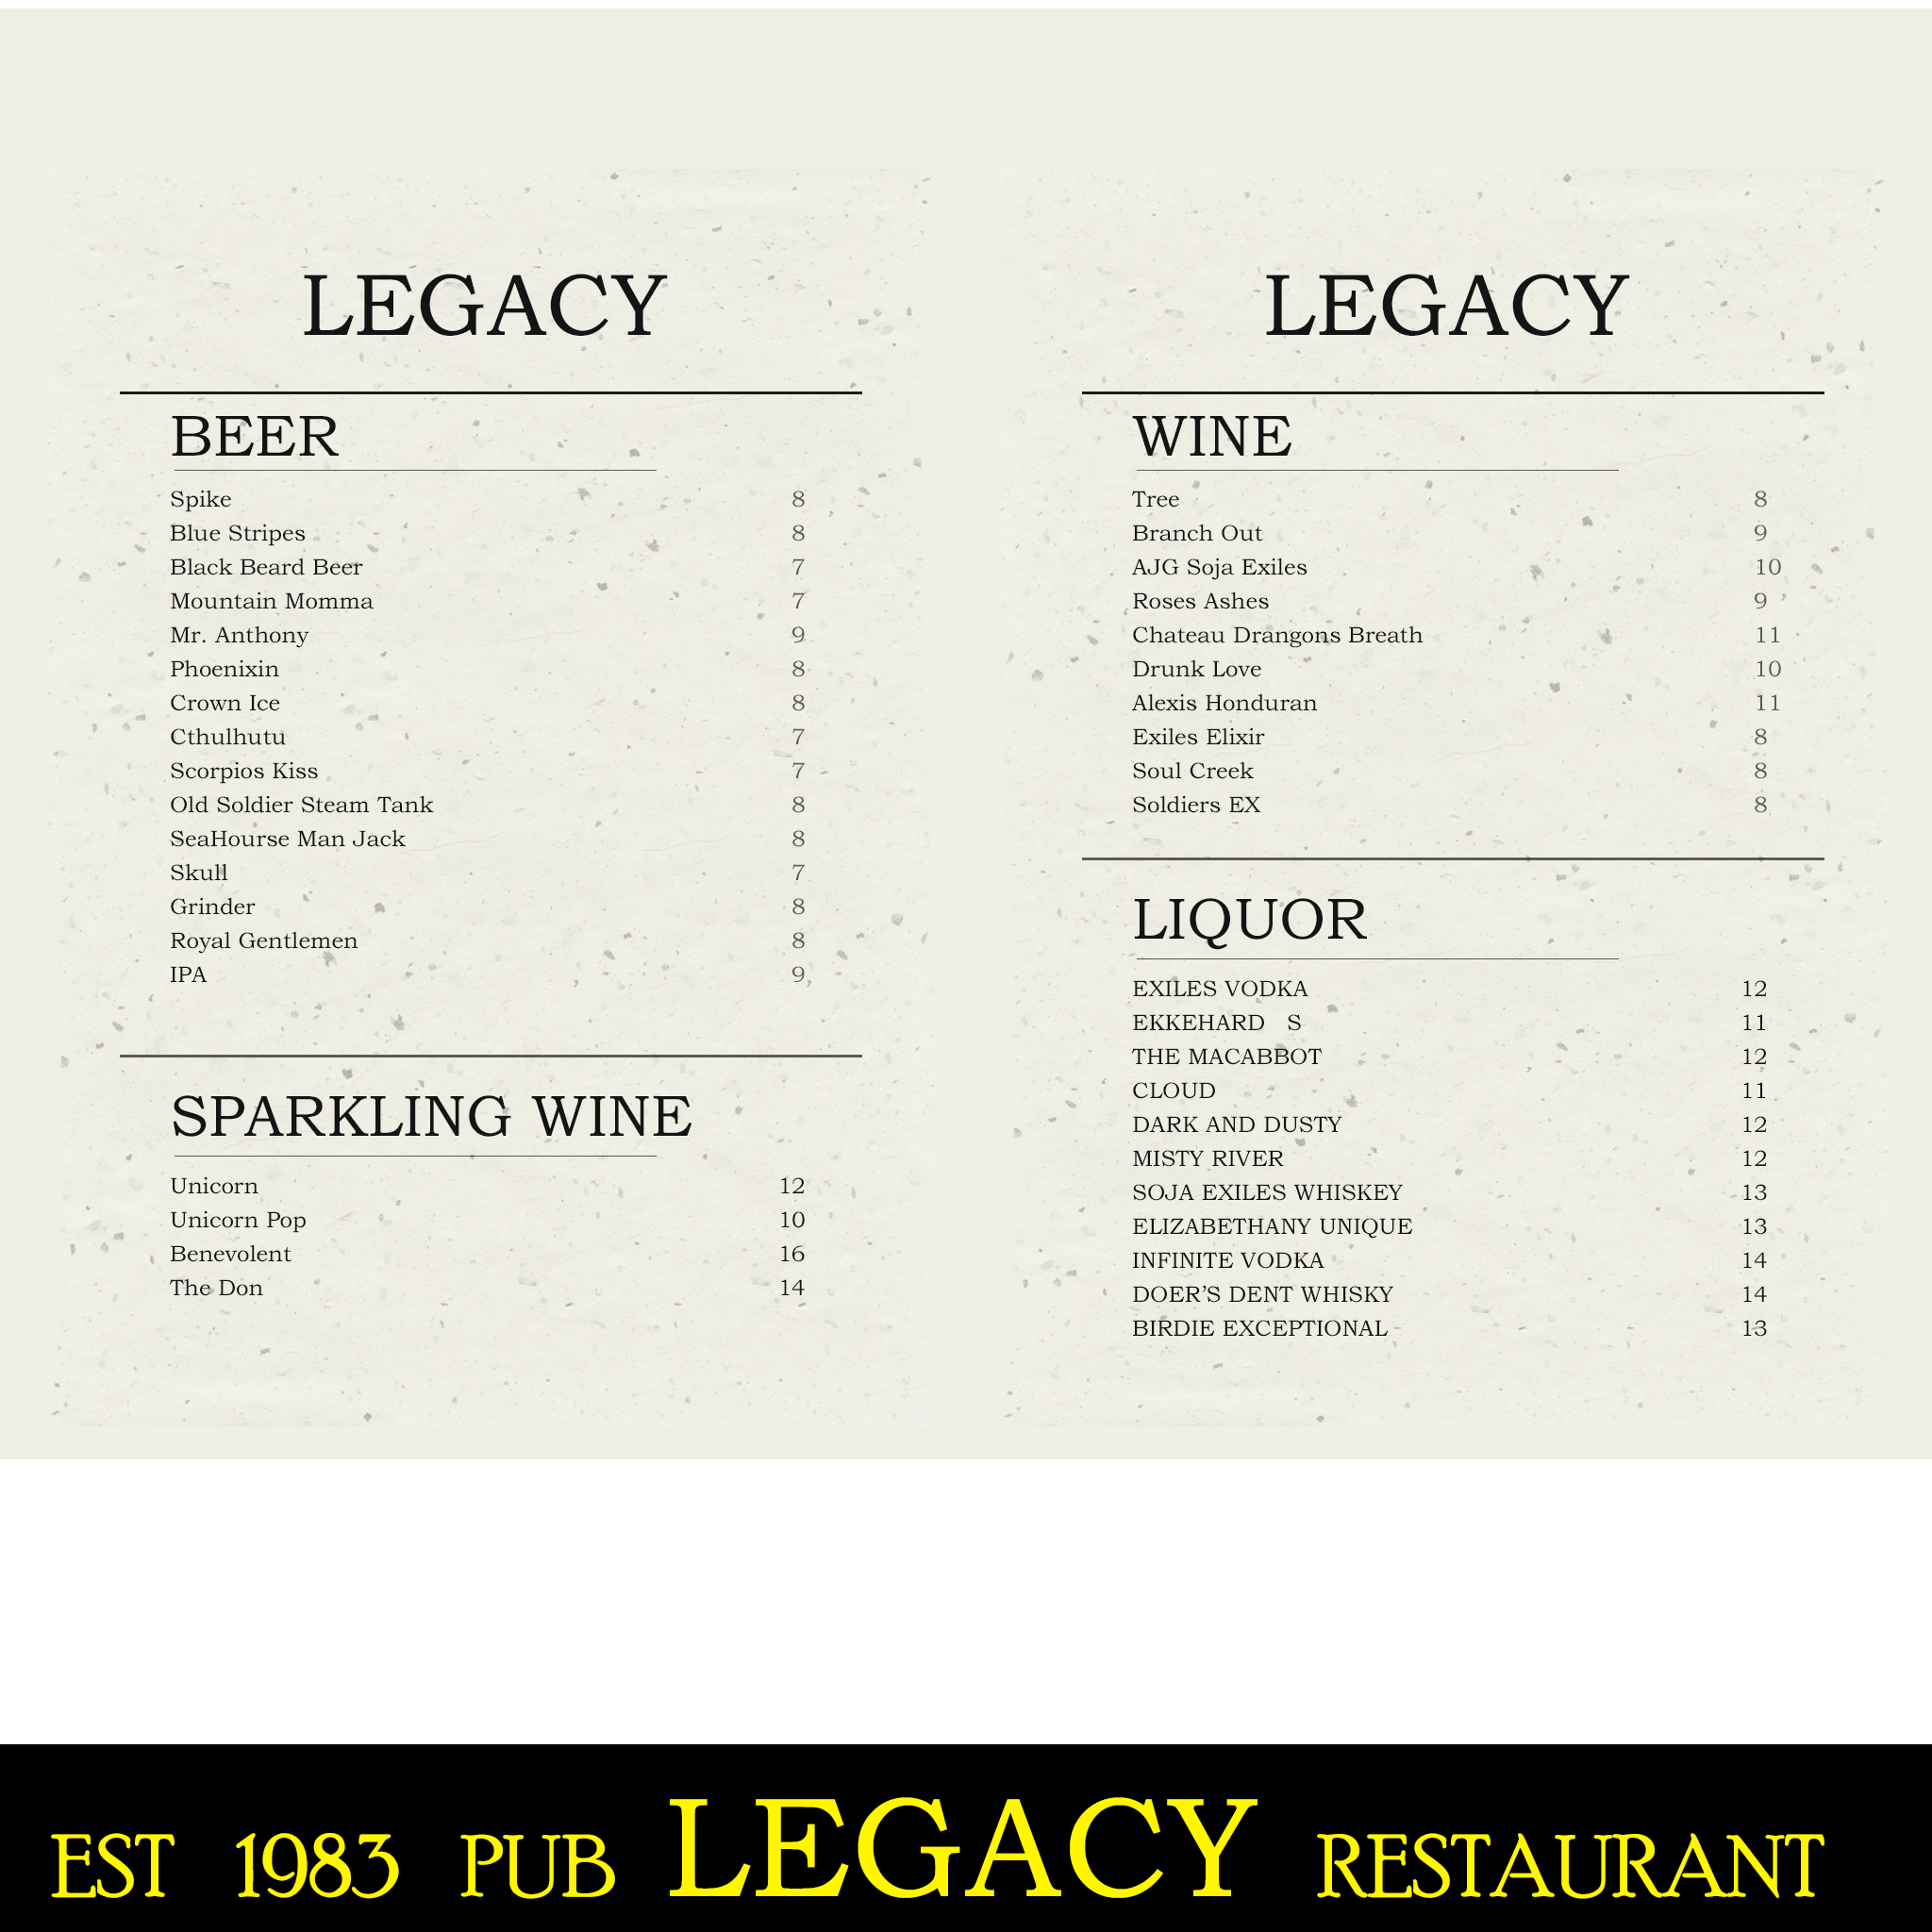 LEGACY
BEER
Spike 8
Blue Stripes 8
Black Beard Beer 7
Mountain Momma 7
Mr. Anthony 9
Phoenixin 8
Crown Ice 8
Cthulhutu 7
Scorpios Kiss 7
Old Soldier Steam Tank 8
SeaHourse Man Jack 8
Skull 7
Grinder 8
Royal Gentlemen 8
IPA 9
SPARKLING WINE
Unicorn 12
Unicorn Pop 10
Benevolent 16
The Don 14
LEGACY
WINE
Tree 8
Branch Out 9
AJG Soja Exiles 10
Roses Ashes 9
Chateau Drangons Breath 11
Drunk Love 10
Alexis Honduran 11
Exiles Elixir 8
Soul Creek 8
Soldiers EX 8
LIQUOR
EXILES VODKA 12
EKKEHARD S 11
THE MACABBOT 12
CLOUD 11
DARK AND DUSTY 12
MISTY RIVER 12
SOJA EXILES WHISKEY 13
ELIZABETHANY UNIQUE 13
INFINITE VODKA 14
DOER’S DENT WHISKY 14
BIRDIE EXCEPTIONAL 13
EST 1983 PUB LEGACY RESTAURANT